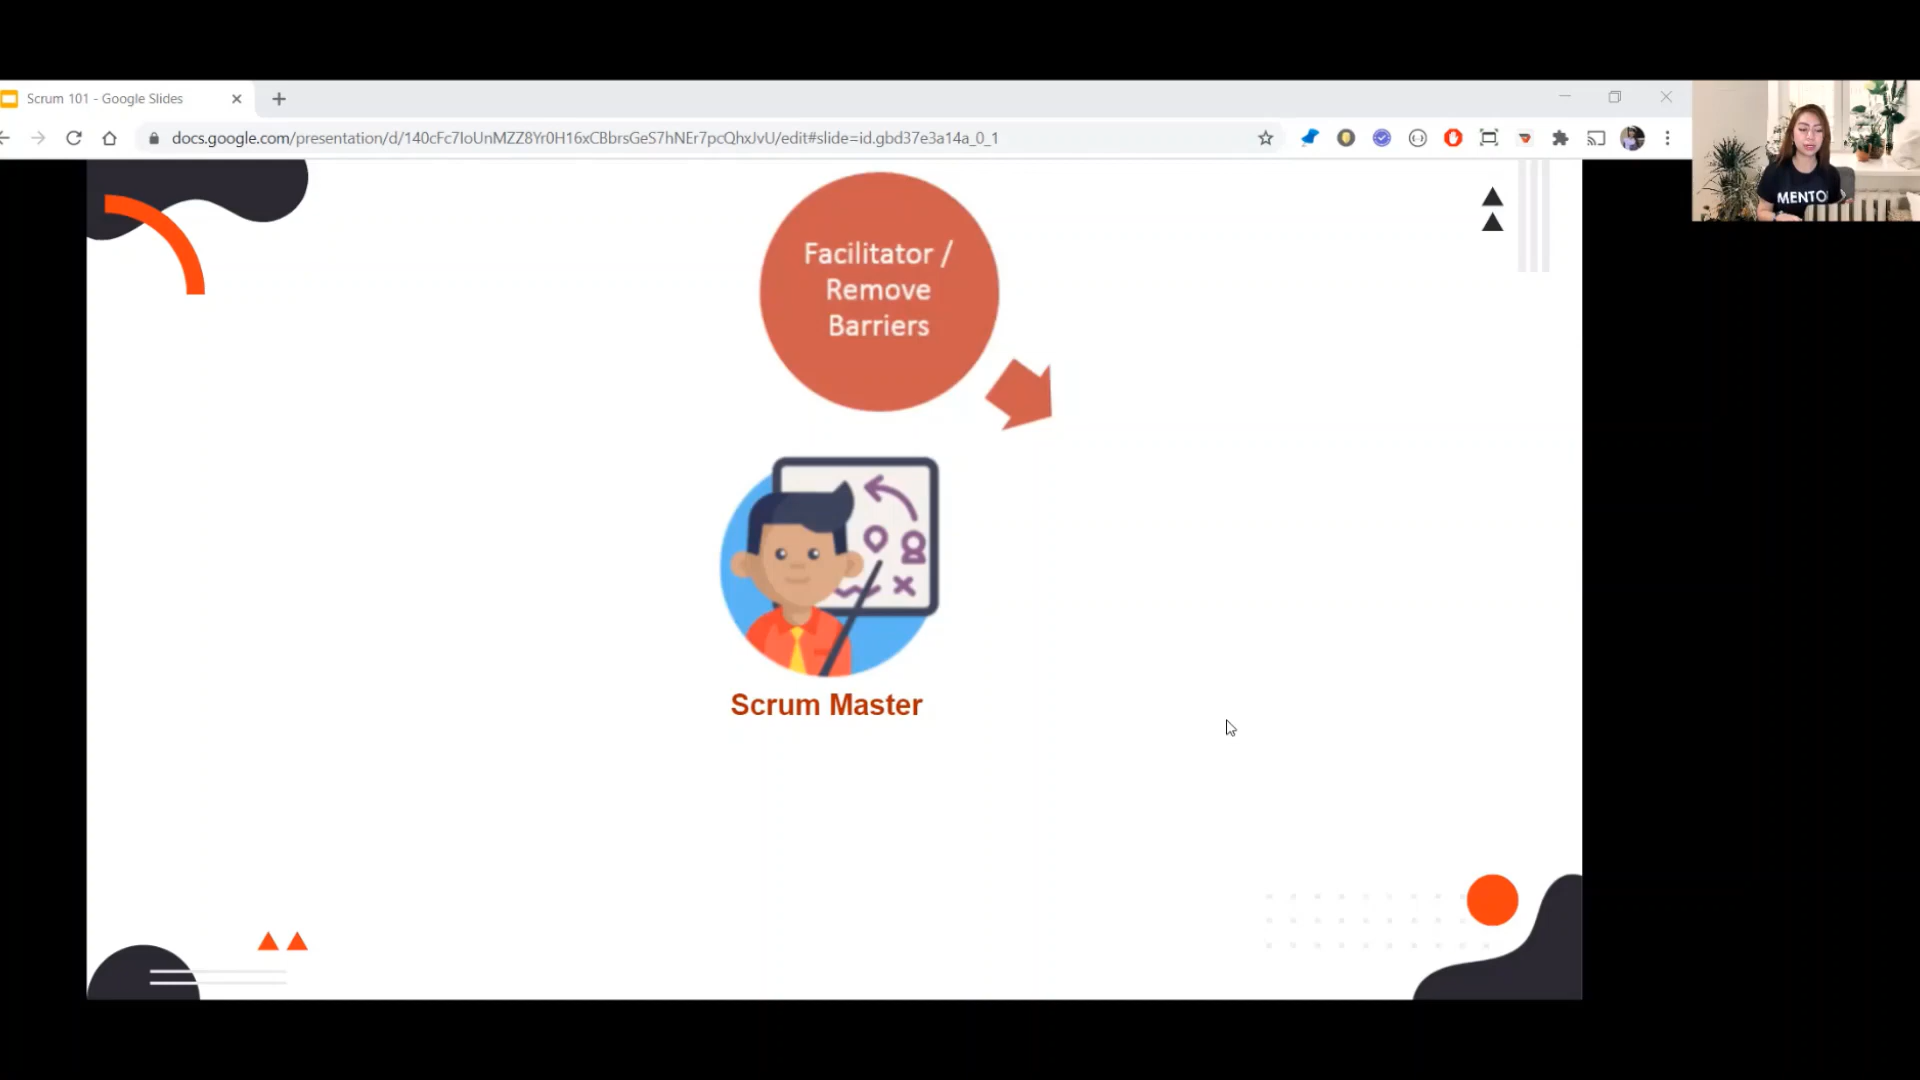 Scrum 101 - Google Slides
docs.google.com/presentation/d/140cFc7IoUnMZZ8Yr0H16xCBbrsGeS7hNEr7pcQhxJvU/edit#slide=id.gbd37e3a14a_0_1
MENTO
Facilitator /
Remove
Barriers
Scrum Master